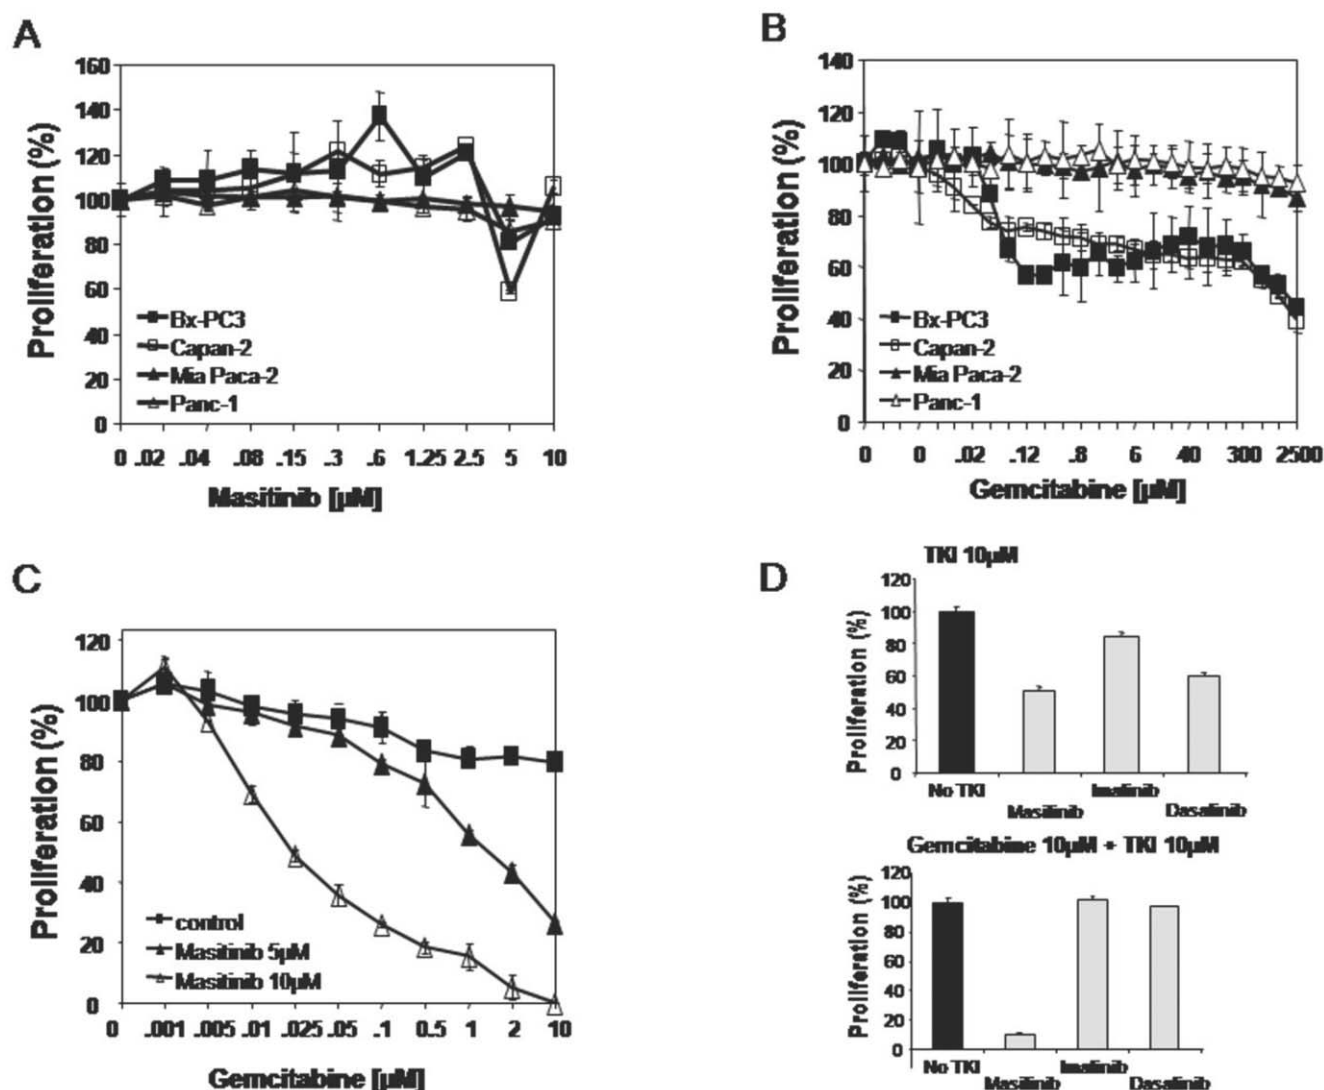 A
160
140
120
100
80
60
40
20
0
Proliferation (%)
Bx-PC3
Capan-2
Mia Paca-2
Panc-1
0 .02 .04 .08 .15 .3 .6 1.25 2.5 5 10
Masitinib [µM]
B
140
120
100
80
60
40
20
0
Proliferation (%)
Bx-PC3
Capan-2
Mia Paca-2
Panc-1
0 0 .02 .12 .8 6 40 300 2500
Gemcitabine [µM]
C
120
100
80
60
40
20
0
Proliferation (%)
control
Masitinib 5µM
Masitinib 10µM
0 .001 .005 .01 .025 .05 .1 0.5 1 2 10
Gemcitabine [µM]
D
TKI 10µM
120
100
80
60
40
20
0
Proliferation (%)
No TKI Masitinib Imatinib Dasatinib
Gemcitabine 10µM + TKI 10µM
120
100
80
60
40
20
0
Proliferation (%)
No TKI Masitinib Imatinib Dasatinib